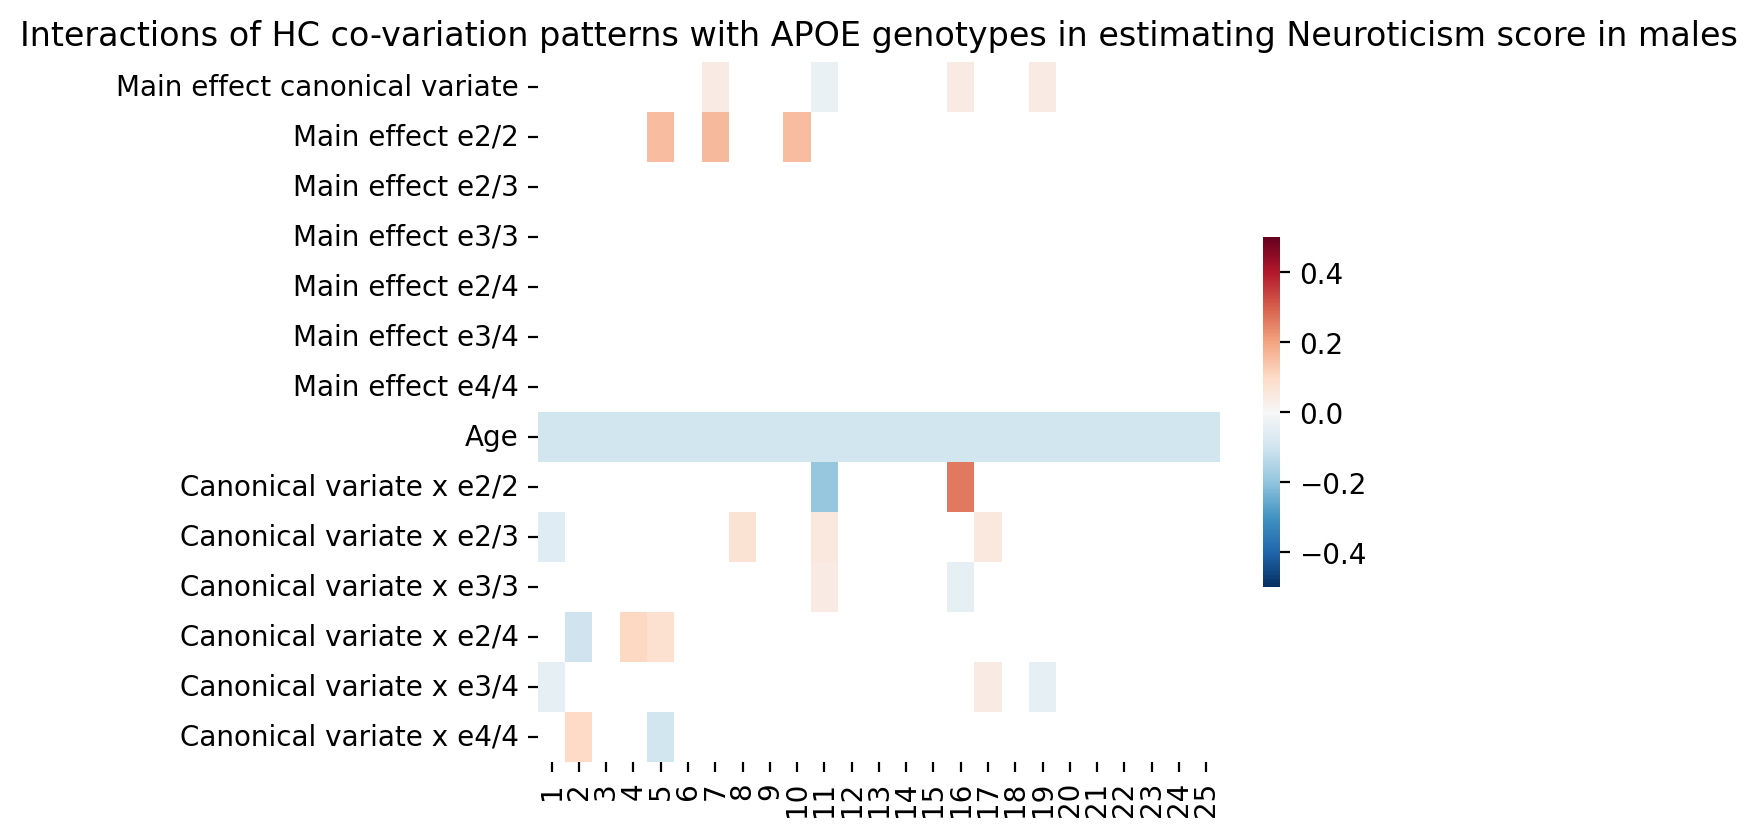 Interactions of HC co-variation patterns with APOE genotypes in estimating Neuroticism score in males
Main effect canonical variate
Main effect e2/2
Main effect e2/3
Main effect e3/3
Main effect e2/4
Main effect e3/4
Main effect e4/4
Age
Canonical variate x e2/2
Canonical variate x e2/3
Canonical variate x e3/3
Canonical variate x e2/4
Canonical variate x e3/4
Canonical variate x e4/4
1 2 3 4 5 6 7 8 9 10 11 12 13 14 15 16 17 18 19 20 21 22 23 24 25
0.4
0.2
0.0
−0.2
−0.4